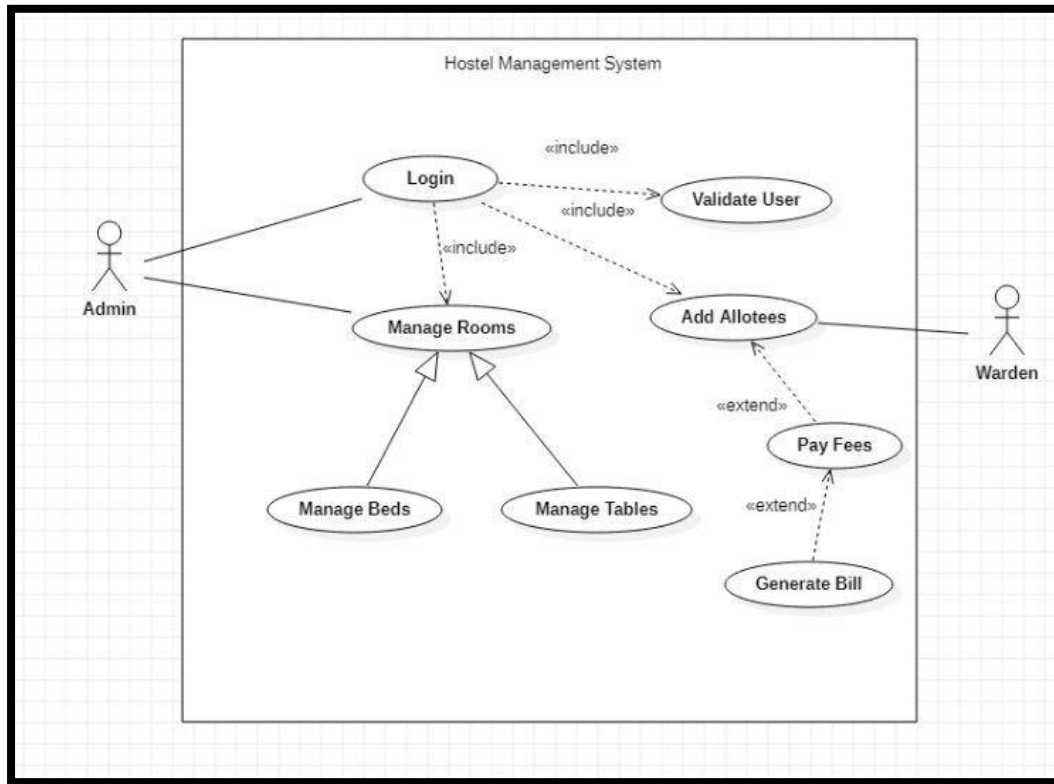 Hostel Management System
«include»
Login
Validate User
«include»
«include»
Admin
Manage Rooms
Add Allotees
Warden
«extend»
Pay Fees
Manage Beds
Manage Tables
«extend»
Generate Bill